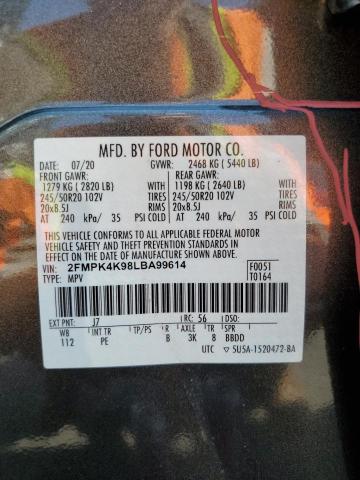 MFD. BY FORD MOTOR CO.
DATE: 07/20 GVWR: 2468 KG ( 5440 LB)
FRONT GAWR: REAR GAWR:
1279 KG ( 2820 LB) WITH 1198 KG ( 2640 LB) WITH
245/50R20 102V TIRES 245/50R20 102V TIRES
20x8.5J RIMS 20x8.5J RIMS
AT 240 kPa/ 35 PSI COLD AT 240 kPa/ 35 PSI COLD
THIS VEHICLE CONFORMS TO ALL APPLICABLE FEDERAL MOTOR
VEHICLE SAFETY AND THEFT PREVENTION STANDARDS IN
EFFECT ON THE DATE OF MANUFACTURE SHOWN ABOVE.
VIN: 2FMPK4K98LBA99614 F0051
TYPE: MPV T0164
EXT PNT: J7 RC: 56 DSO:
WB INT TR TP/PS R AXLE TR SPR
112 PE B 3K 8 BBDD
UTC ▽ SU5A-1520472-BA